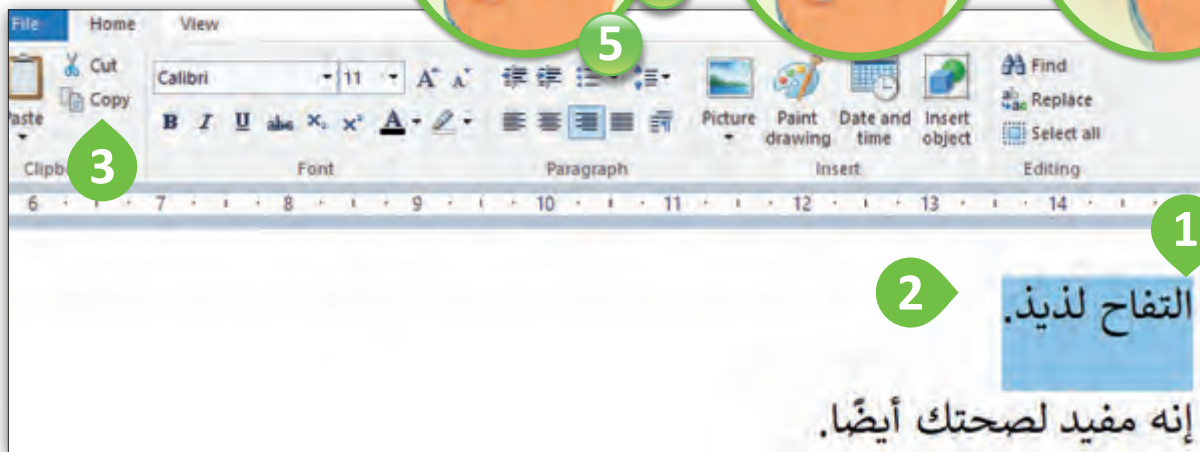 File Home View
5
Cut
Calibri 11 A A
Find
Copy
Replace
aste
B I U abc X₂ X² A
Picture Paint drawing Date and time Insert object
Select all
Clipb
3
Font Paragraph Insert Editing
6 7 8 9 10 11 12 13 14
1
2
التفاح لذيذ.
إنه مفيد لصحتك أيضًا.